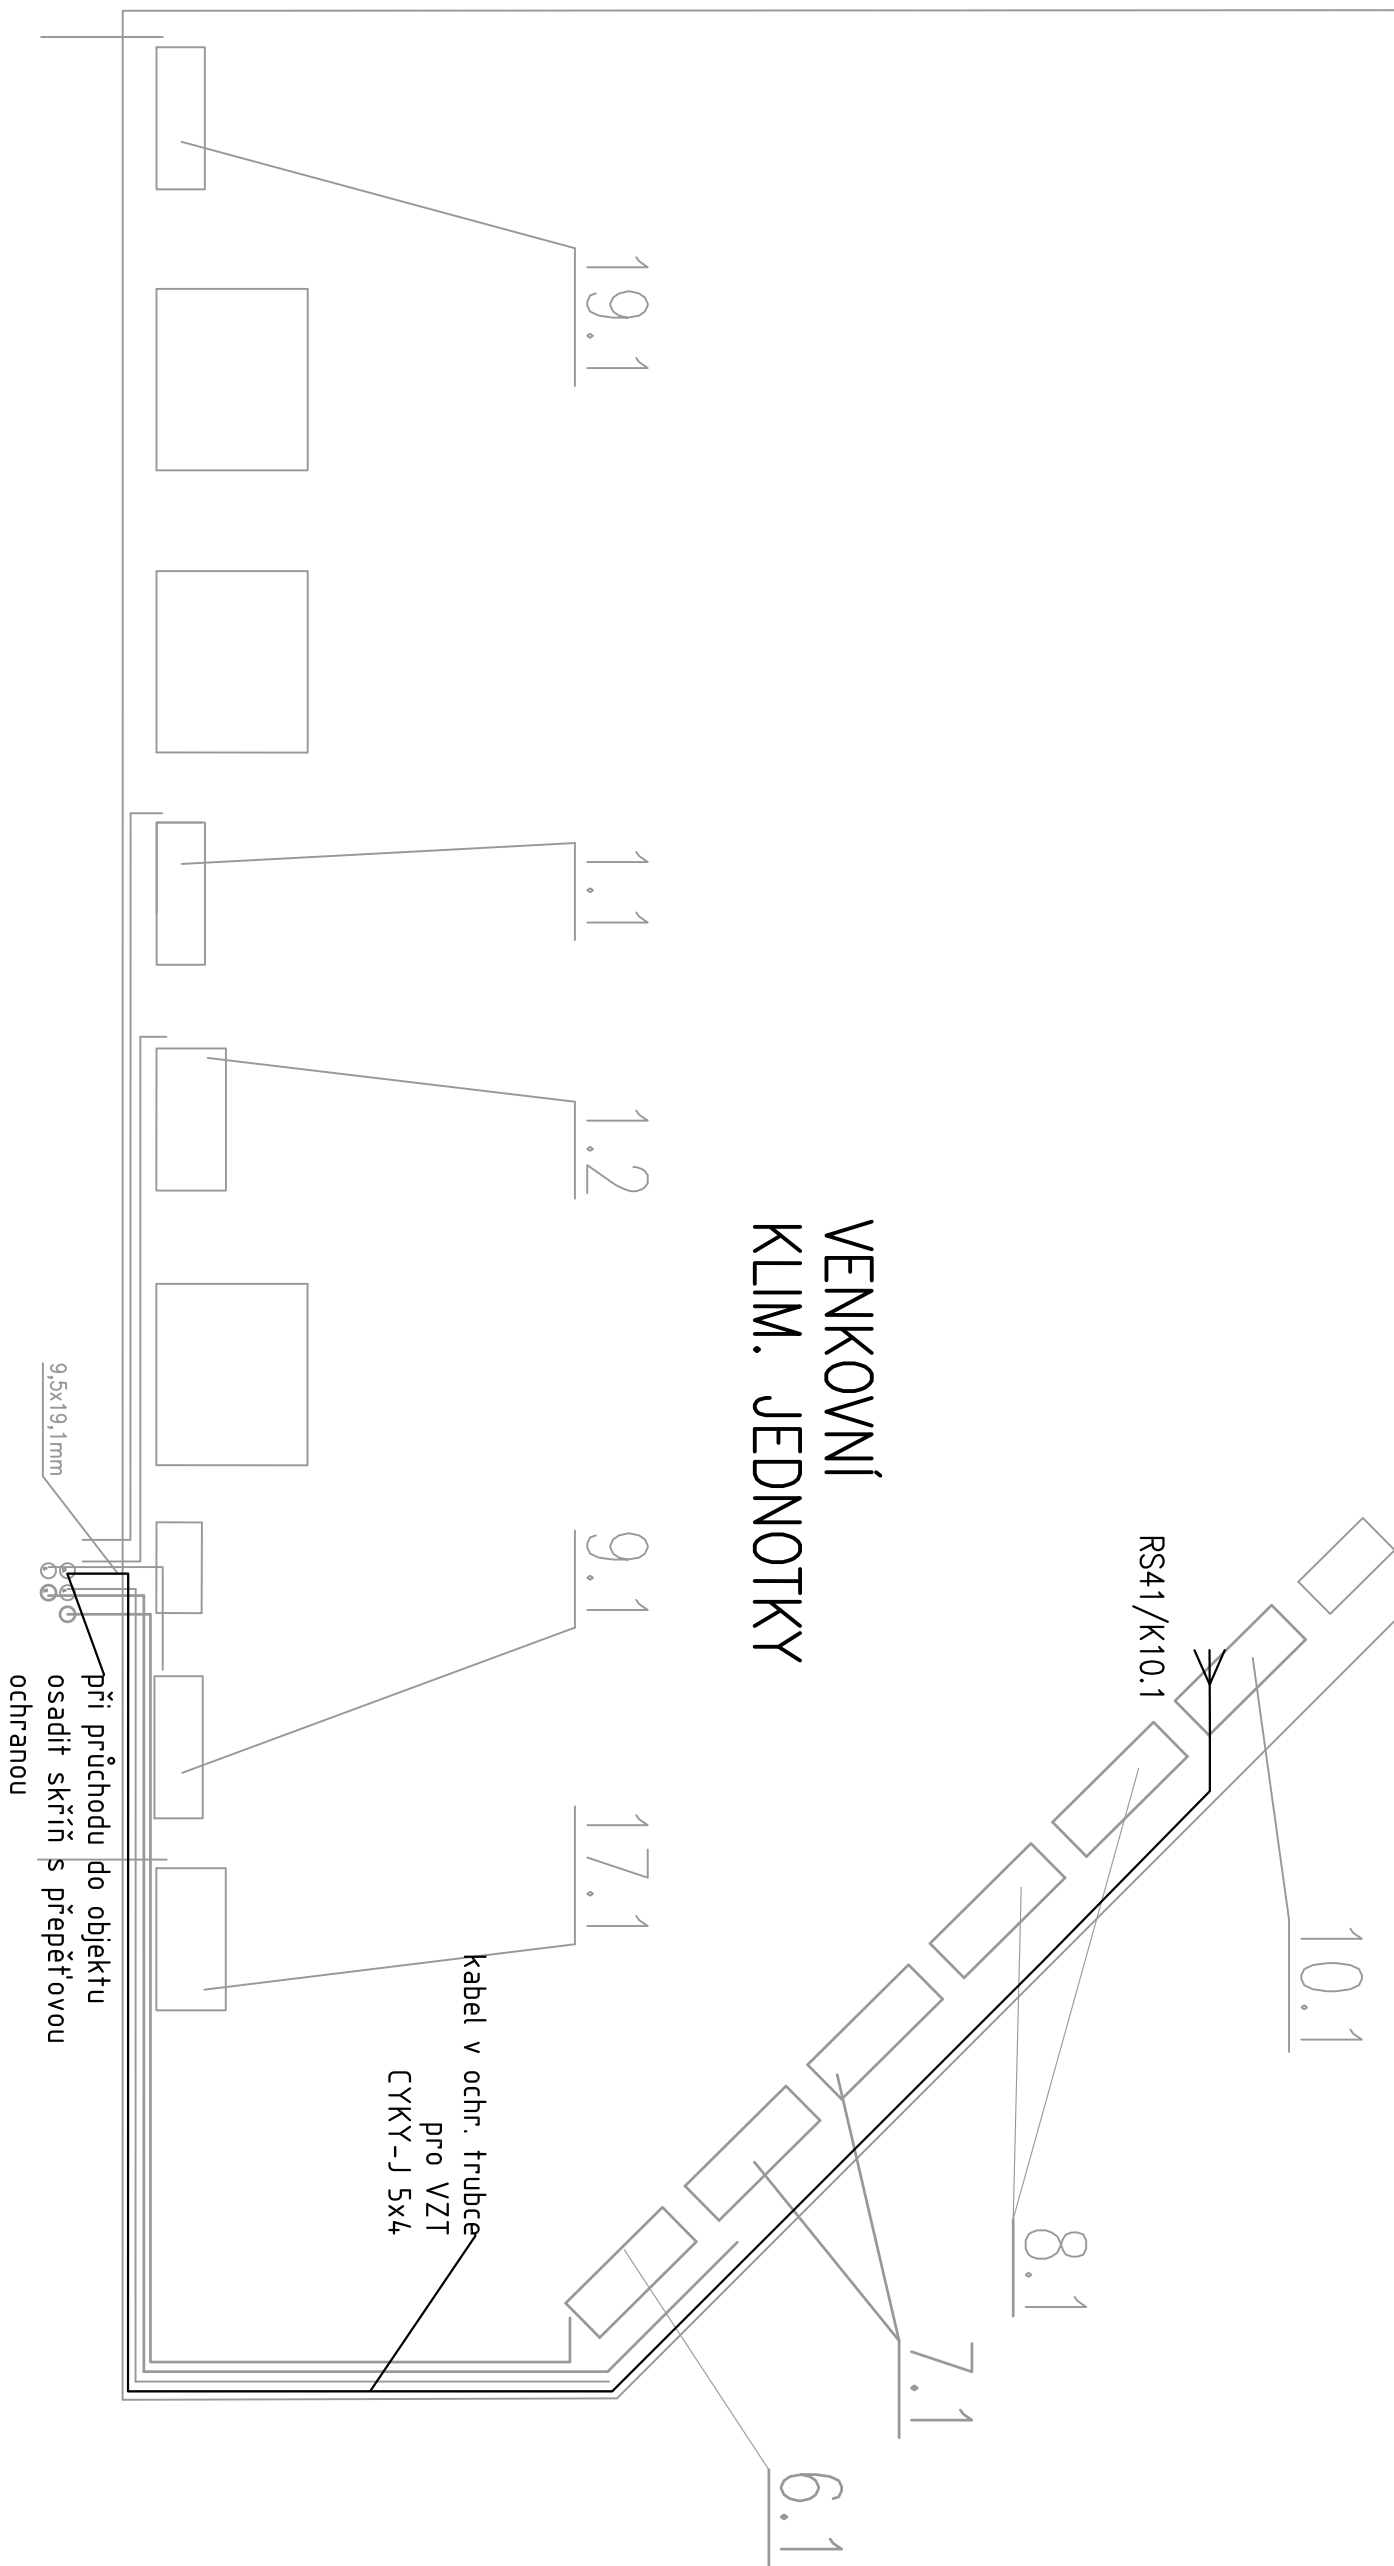 VENKOVNÍ
KLIM. JEDNOTKY
RS41/K10.1
10.1
8.1
7.1
6.1
19.1
1.1
1.2
9.1
17.1
kabel v ochr. trubce
pro VZT
CYKY-J 5x4
9,5x19,1mm
při průchodu do objektu
osadit skříň s přepěťovou
ochranou